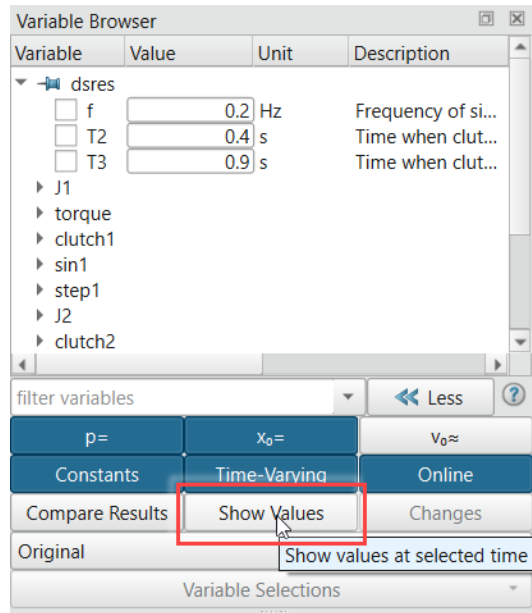 Variable Browser
Variable Value Unit Description
dsres
f 0.2 Hz Frequency of si...
T2 0.4 s Time when clut...
T3 0.9 s Time when clut...
J1
torque
clutch1
sin1
step1
J2
clutch2
filter variables Less ?
p= x₀= v₀≈
Constants Time-Varying Online
Compare Results Show Values Changes
Original Show values at selected time
Variable Selections